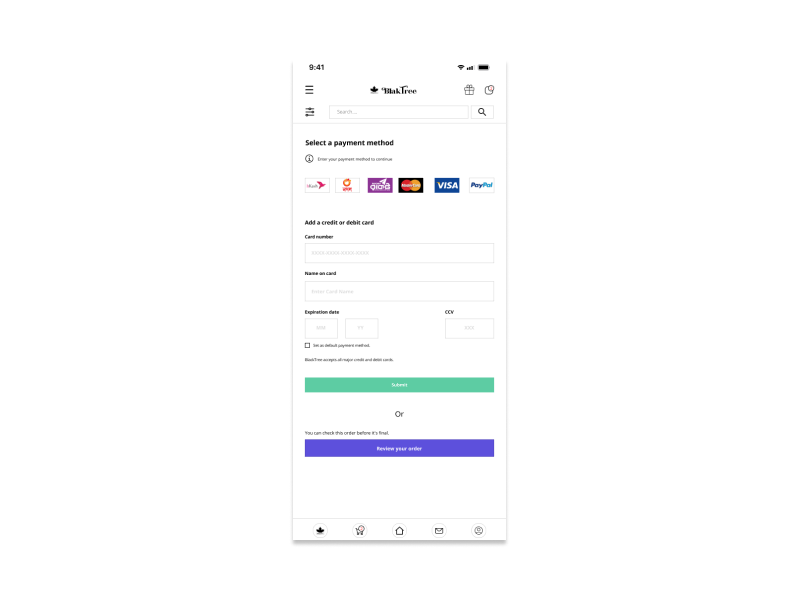 9:41
BlakTree
Search...
Select a payment method
Enter your payment method to continue
VISA
PayPal
Add a credit or debit card
Card number
XXXX-XXXX-XXXX-XXXX
Name on card
Enter Card Name
Expiration date
CCV
YY
XXX
Set as default payment method.
BlakTree accepts all major credit and debit cards.
Submit
Or
You can check this order before it's final.
Review your order